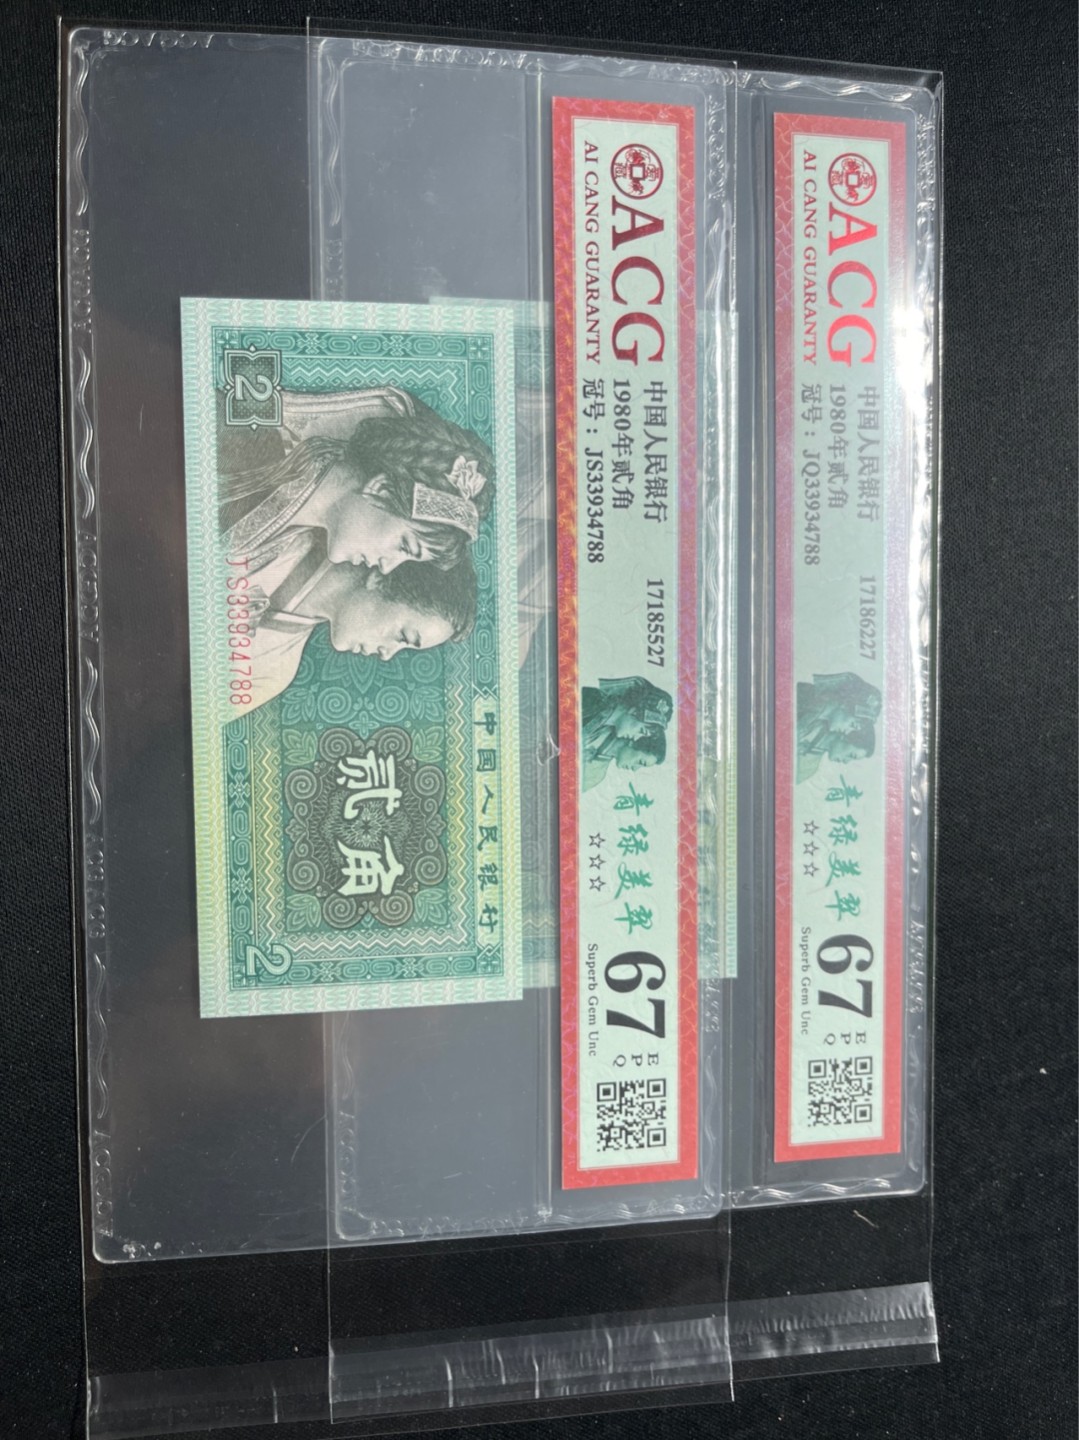 ACG
AI CANG GUARANTY
中国人民银行 17186227
1980年贰角
冠号：JQ33934788
青绿美翠
☆☆☆
67 EPQ
Superb Gem Unc
ACG
AI CANG GUARANTY
中国人民银行 17185527
1980年贰角
冠号：JS33934788
青绿美翠
☆☆☆
67 EPQ
Superb Gem Unc
中国人民银行
贰角
2
2
JS33934788